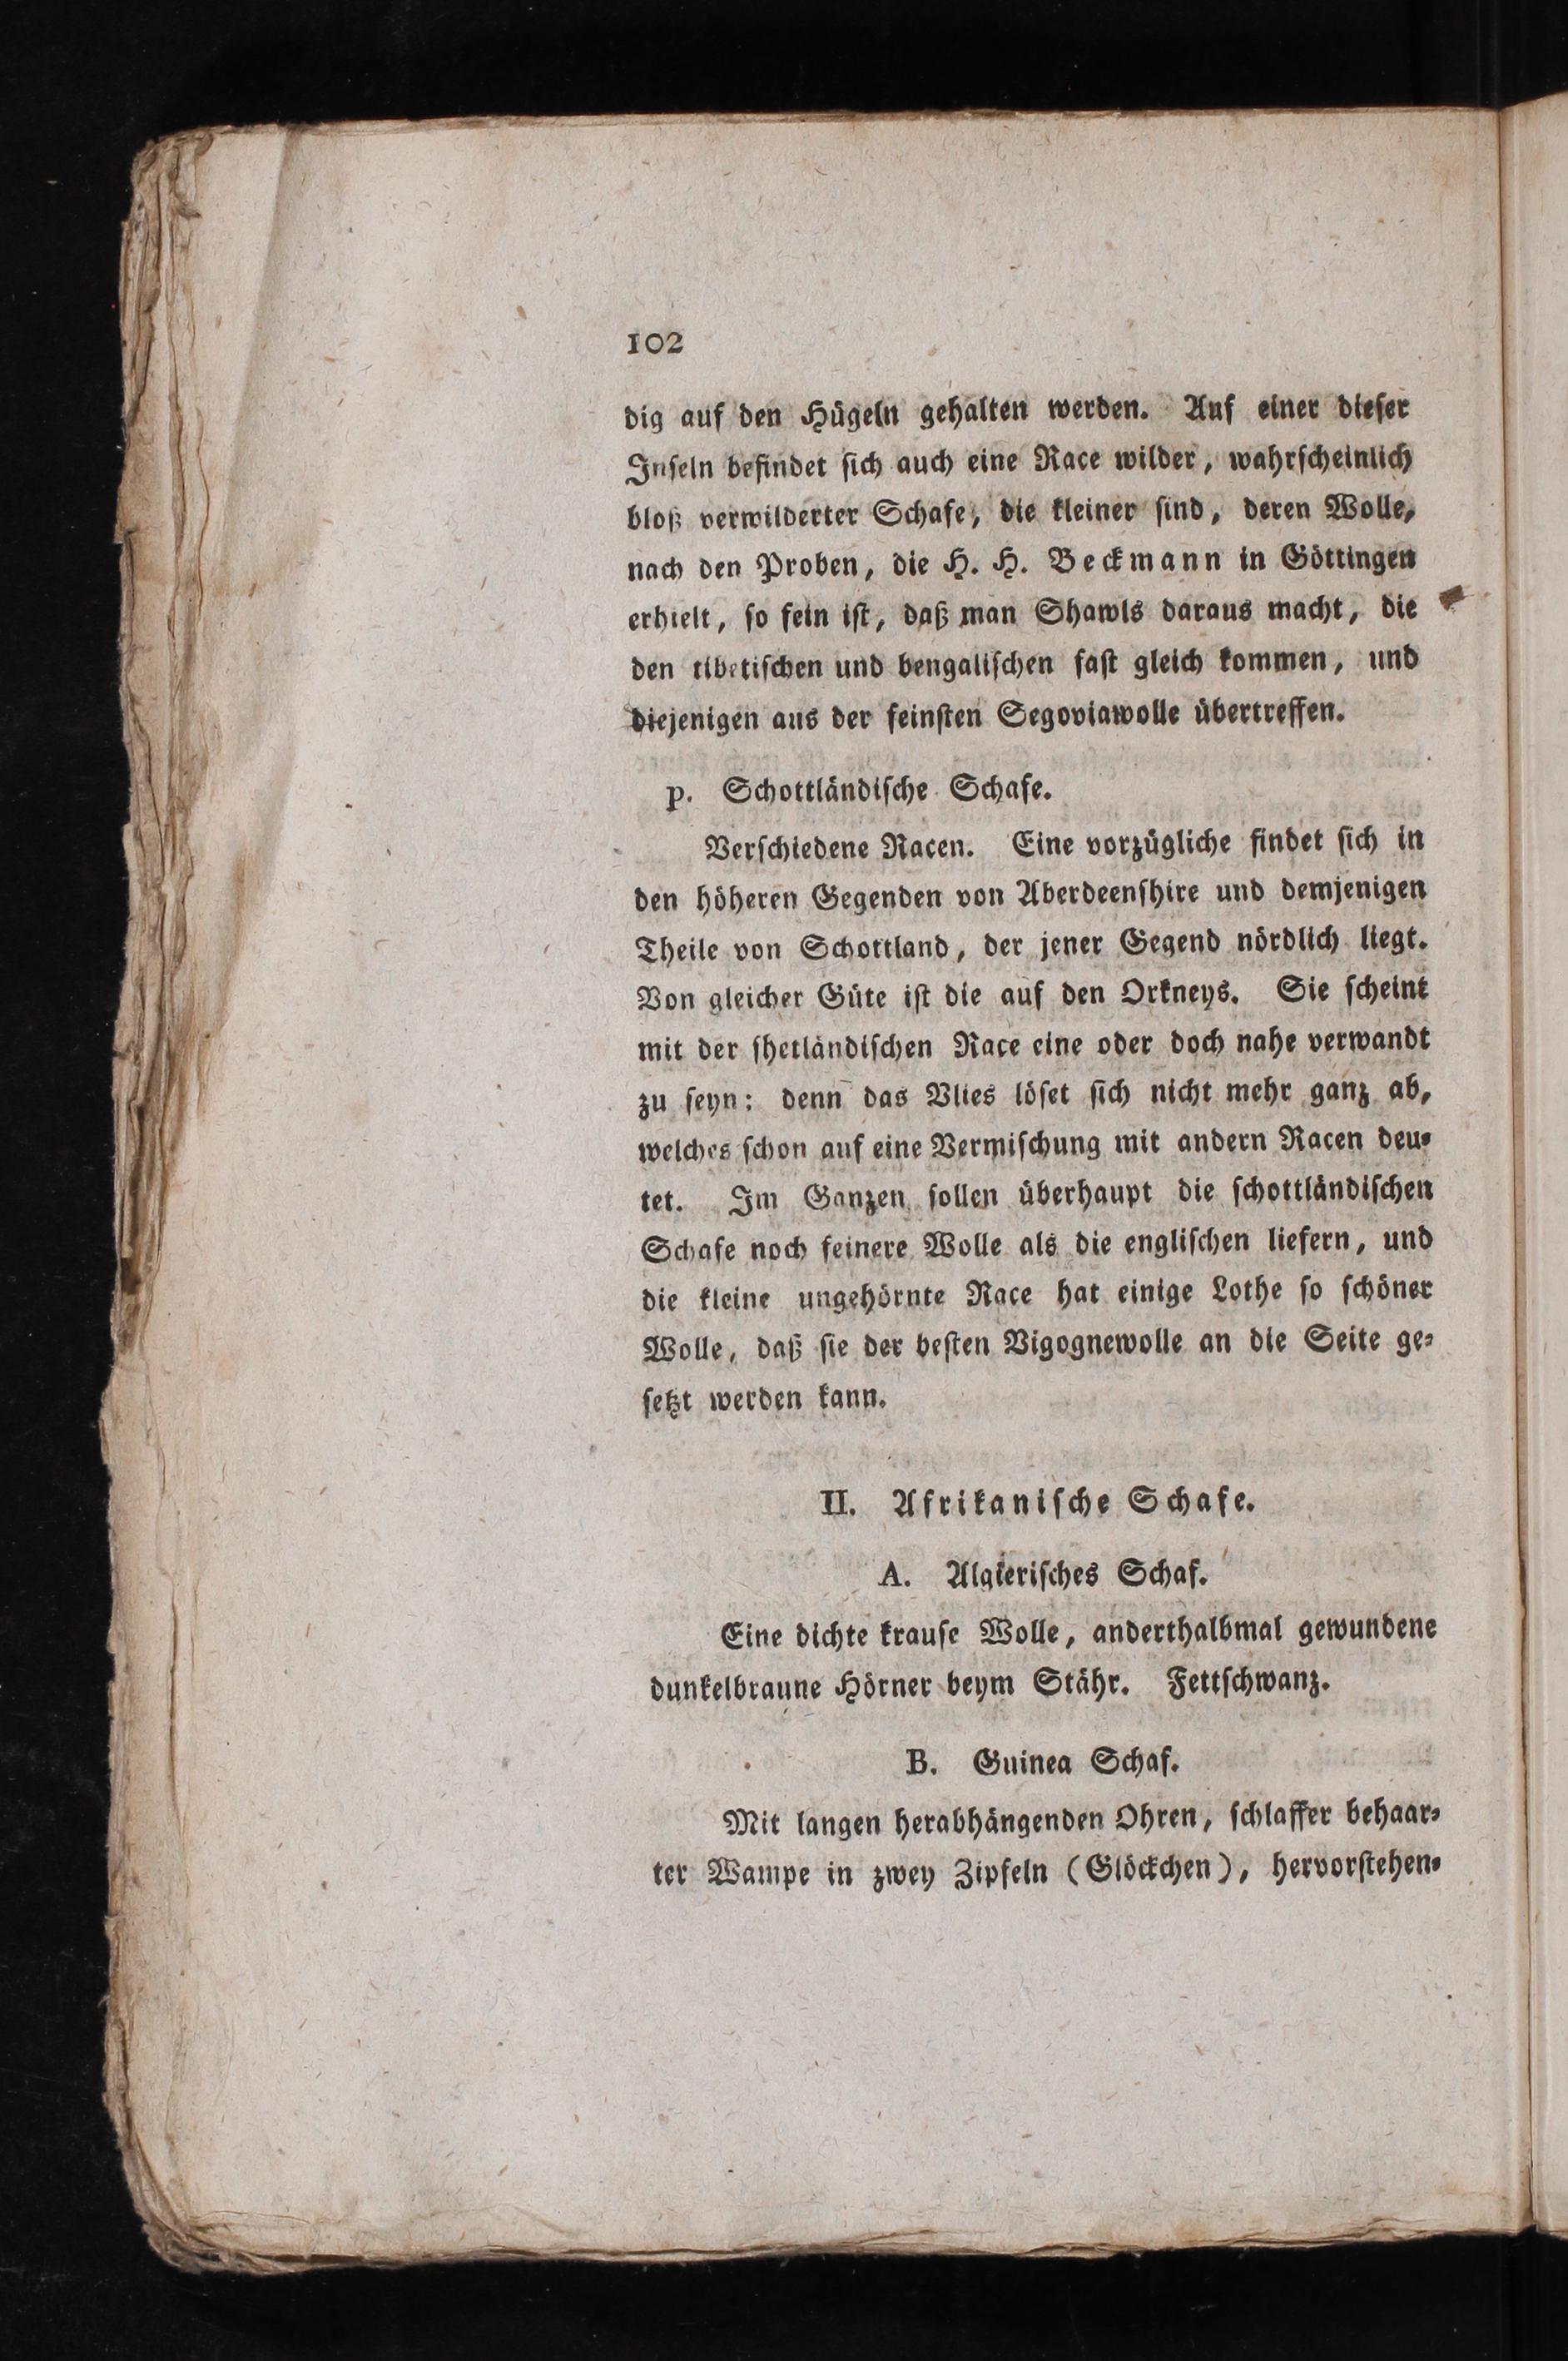 102
dig auf den Hügeln gehalten werden. Auf einer dieſer
Inſeln befindet ſich auch eine Race wilder, wahrſcheinlich
bloß verwilderter Schafe, die kleiner ſind, deren Wolle,
nach den Proben, die H. H. Beckmann in Göttingen
erhielt, ſo fein iſt, daß man Shawls daraus macht, die
den tibetiſchen und bengaliſchen faſt gleich kommen, und
diejenigen aus der feinſten Segoviawolle übertreffen.
p. Schottländiſche Schafe.
Verſchiedene Racen. Eine vorzügliche findet ſich in
den höheren Gegenden von Aberdeenſhire und demjenigen
Theile von Schottland, der jener Gegend nördlich liegt.
Von gleicher Güte iſt die auf den Orkneys. Sie ſcheint
mit der ſhetländiſchen Race eine oder doch nahe verwandt
zu ſeyn: denn das Vlies löſet ſich nicht mehr ganz ab,
welches ſchon auf eine Vermiſchung mit andern Racen deu⸗
tet. Im Ganzen ſollen überhaupt die ſchottländiſchen
Schafe noch feinere Wolle als die engliſchen liefern, und
die kleine ungehörnte Race hat einige Lothe ſo ſchöner
Wolle, daß ſie der beſten Vigognewolle an die Seite ge⸗
ſetzt werden kann.
II. Afrikaniſche Schafe.
A. Algieriſches Schaf.
Eine dichte krauſe Wolle, anderthalbmal gewundene
dunkelbraune Hörner beym Stähr. Fettſchwanz.
B. Guinea Schaf.
Mit langen herabhängenden Ohren, ſchlaffer behaar⸗
ter Wampe in zwey Zipfeln (Glöckchen), hervorſtehen⸗